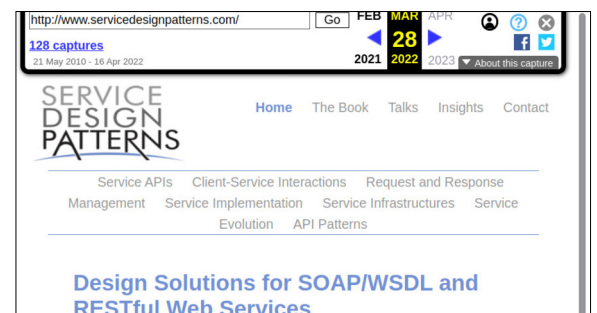 http://www.servicedesignpatterns.com/ Go FEB MAR APR
128 captures 28
21 May 2010 - 16 Apr 2022 2021 2022 2023 ▼ About this capture
SERVICE
DESIGN
PATTERNS
Home The Book Talks Insights Contact
Service APIs Client-Service Interactions Request and Response
Management Service Implementation Service Infrastructures Service
Evolution API Patterns
Design Solutions for SOAP/WSDL and
RESTful Web Services